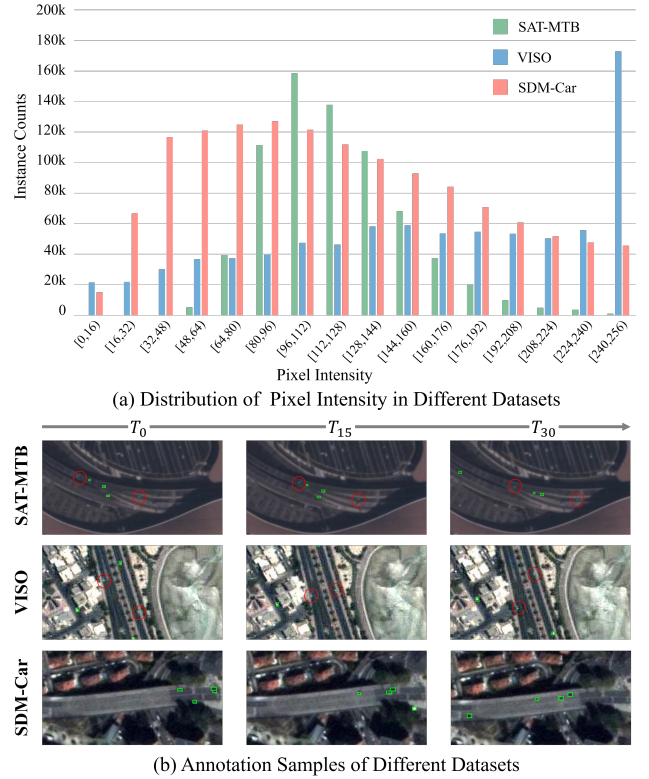 200k
180k
160k
140k
120k
100k
80k
60k
40k
20k
0
Instance Counts
SAT-MTB
VISO
SDM-Car
[0,16)
[16,32)
[32,48)
[48,64)
[64,80)
[80,96)
[96,112)
[112,128)
[128,144)
[144,160)
[160,176)
[176,192)
[192,208)
[208,224)
[224,240)
[240,256)
Pixel Intensity
(a) Distribution of Pixel Intensity in Different Datasets
T₀ T₁₅ T₃₀
SAT-MTB
VISO
SDM-Car
(b) Annotation Samples of Different Datasets